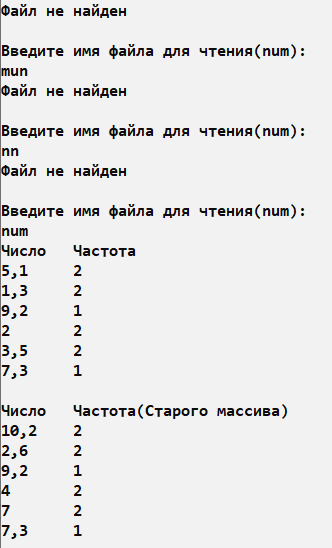 Файл не найден
Введите имя файла для чтения(num):
mun
Файл не найден
Введите имя файла для чтения(num):
nn
Файл не найден
Введите имя файла для чтения(num):
num
Число Частота
5,1 2
1,3 2
9,2 1
2 2
3,5 2
7,3 1
Число Частота(Старого массива)
10,2 2
2,6 2
9,2 1
4 2
7 2
7,3 1